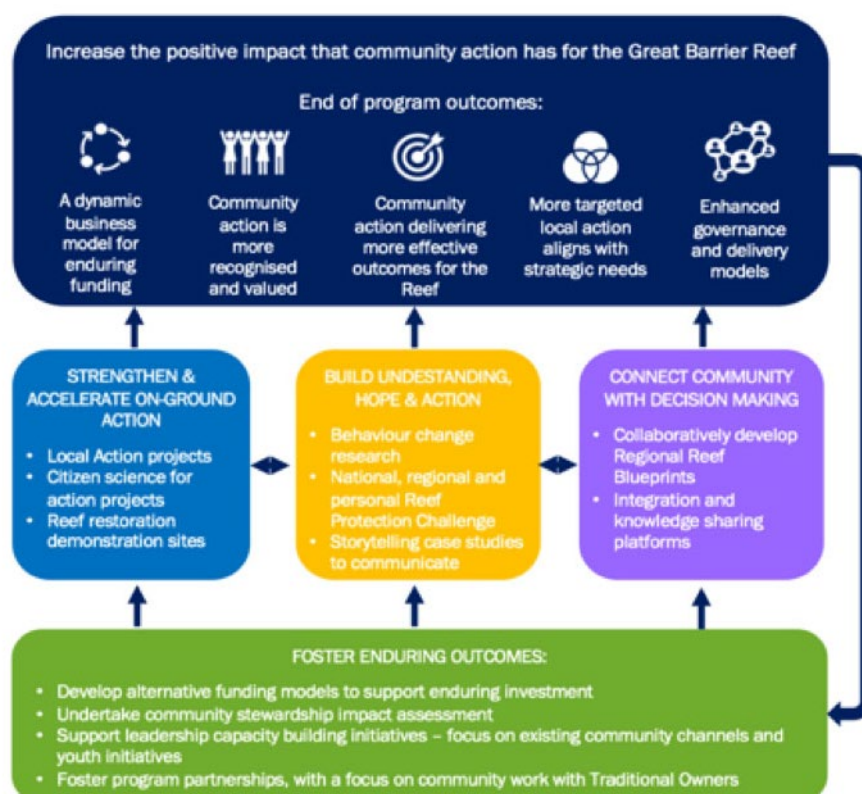 Increase the positive impact that community action has for the Great Barrier Reef
End of program outcomes:
A dynamic
business
model for
enduring
funding
Community
action is
more
recognised
and valued
Community
action delivering
more effective
outcomes for the
Reef
More targeted
local action
aligns with
strategic needs
Enhanced
governance
and delivery
models
STRENGTHEN &
ACCELERATE ON-GROUND
ACTION
• Local Action projects
• Citizen science for
action projects
• Reef restoration
demonstration sites
BUILD UNDESTANDING,
HOPE & ACTION
• Behaviour change
research
• National, regional and
personal Reef
Protection Challenge
• Storytelling case studies
to communicate
CONNECT COMMUNITY
WITH DECISION MAKING
• Collaboratively develop
Regional Reef
Blueprints
• Integration and
knowledge sharing
platforms
FOSTER ENDURING OUTCOMES:
• Develop alternative funding models to support enduring investment
• Undertake community stewardship impact assessment
• Support leadership capacity building initiatives – focus on existing community channels and
youth initiatives
• Foster program partnerships, with a focus on community work with Traditional Owners